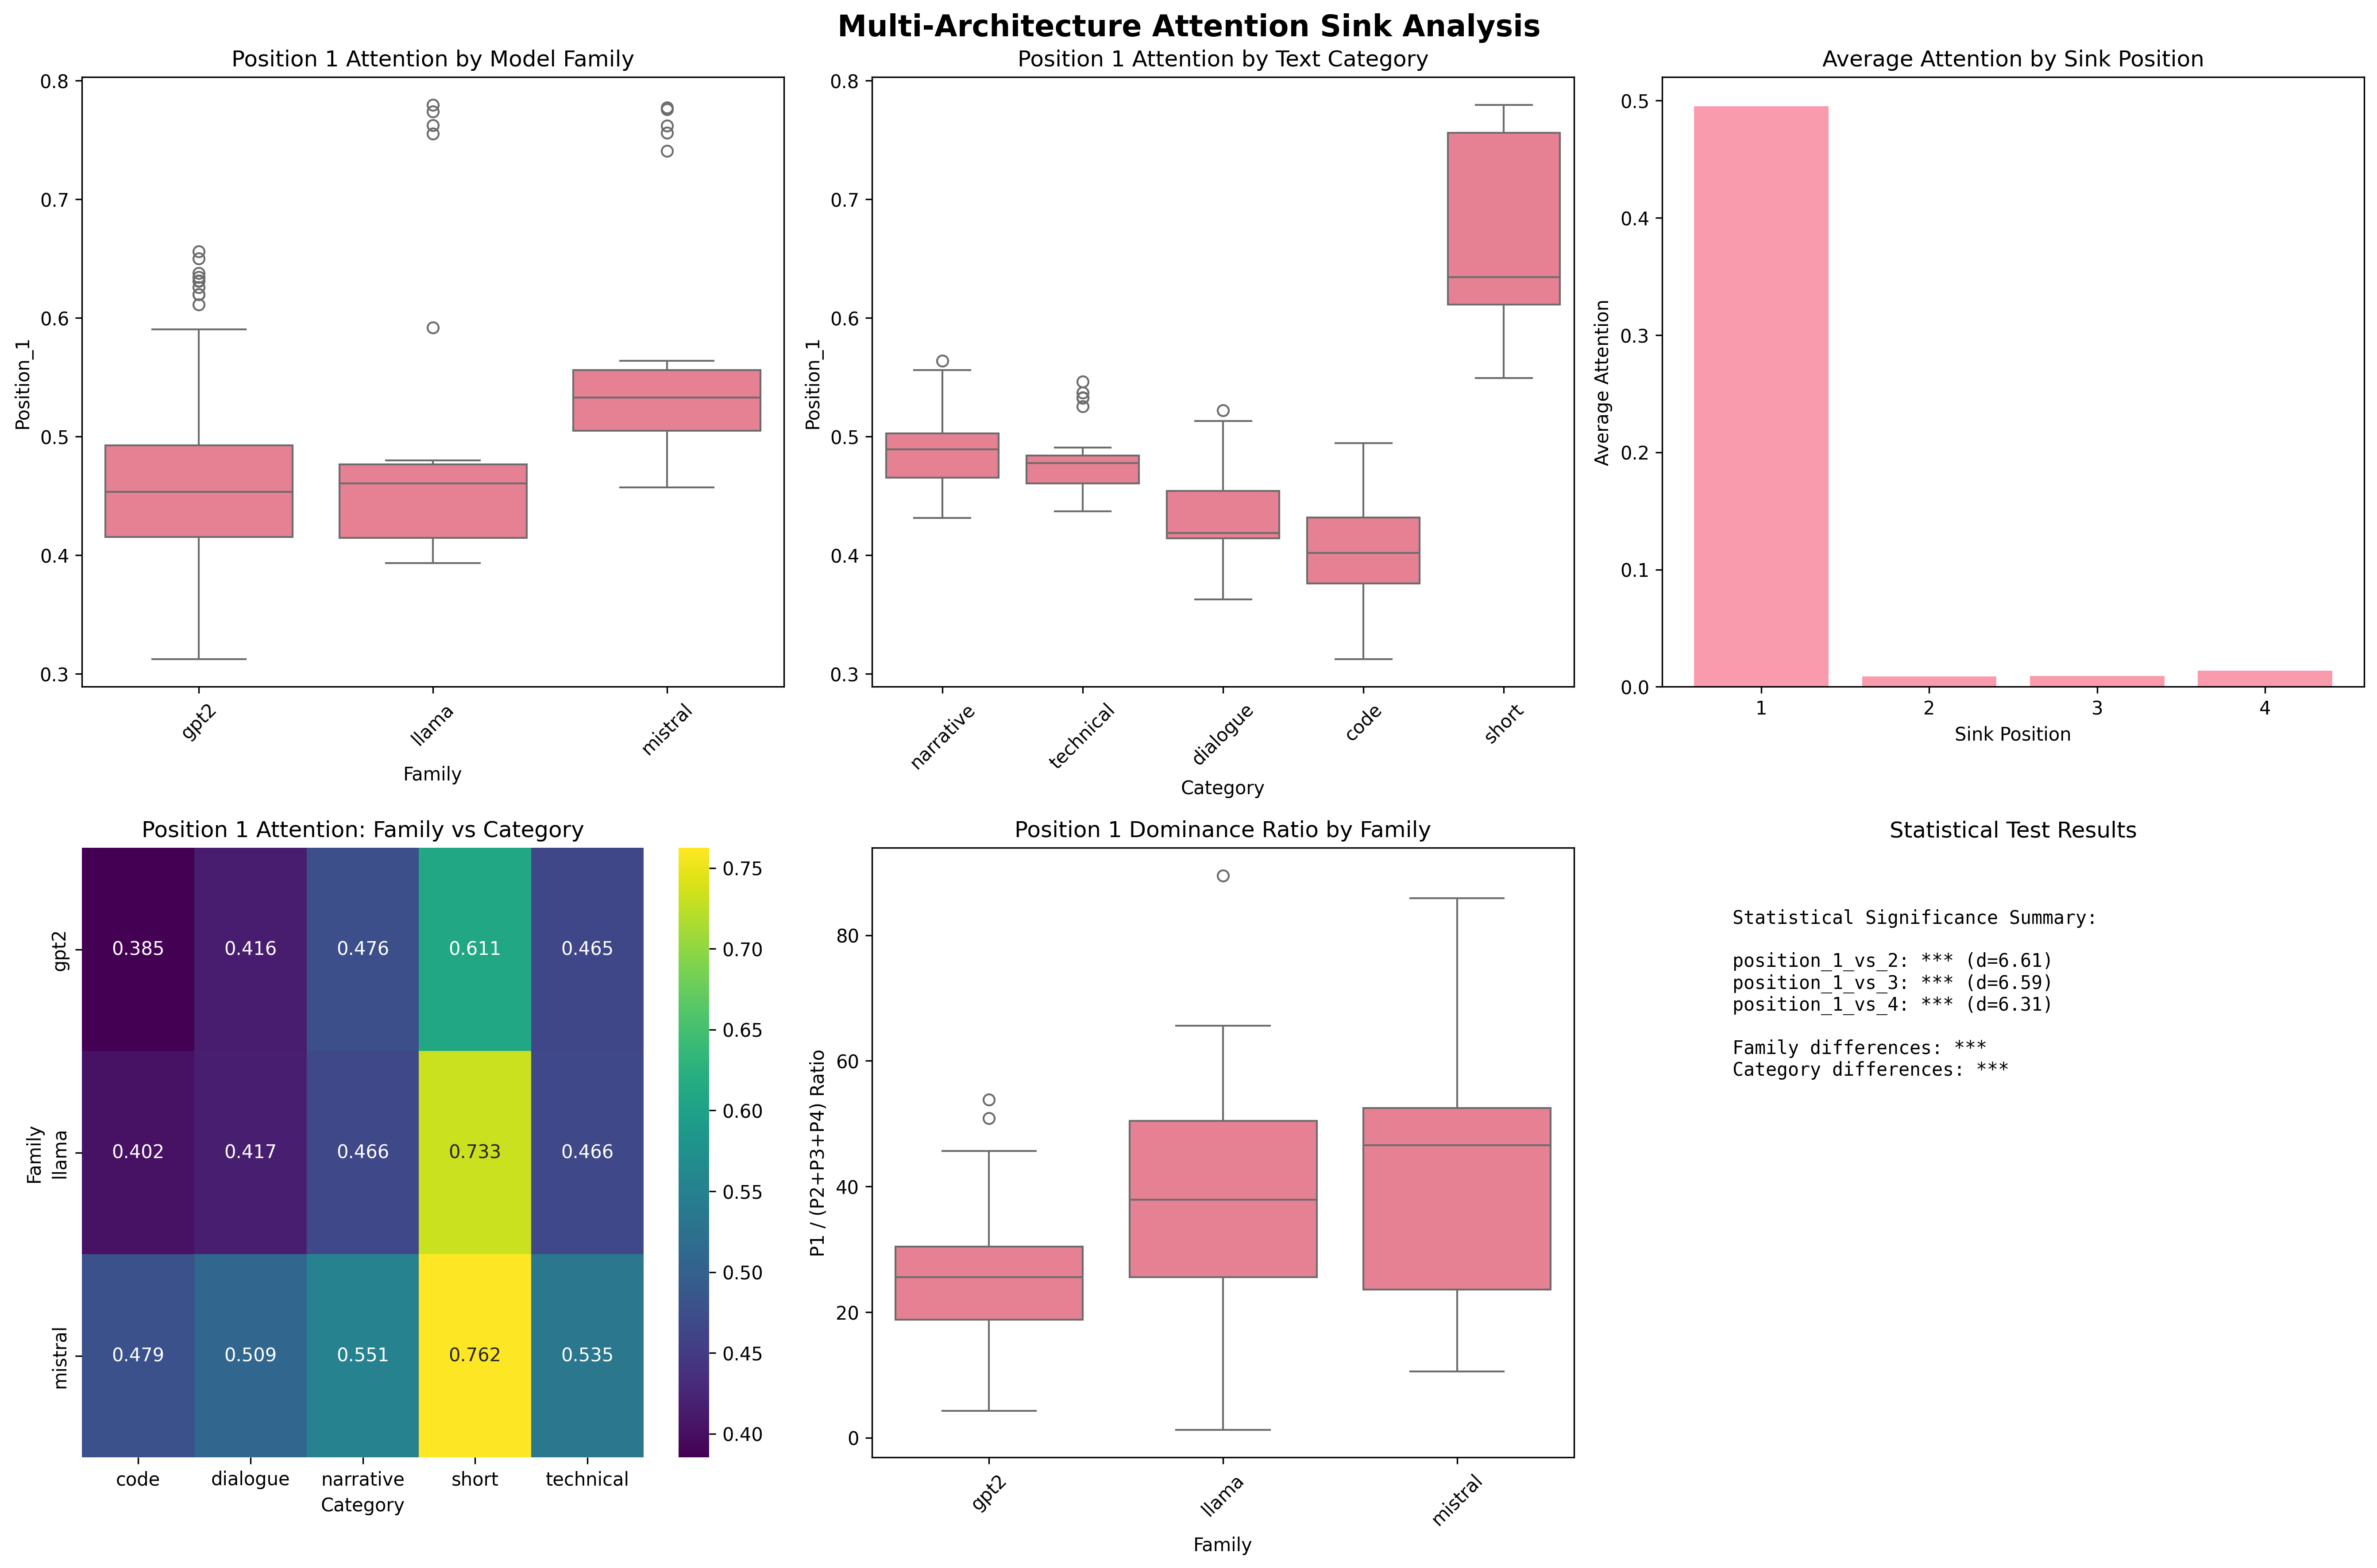 Multi-Architecture Attention Sink Analysis
Position 1 Attention by Model Family
0.8
0.7
0.6
0.5
0.4
0.3
Position_1
gpt2
llama
mistral
Family
Position 1 Attention by Text Category
0.8
0.7
0.6
0.5
0.4
0.3
Position_1
narrative
technical
dialogue
code
short
Category
Average Attention by Sink Position
0.5
0.4
0.3
0.2
0.1
0.0
Average Attention
1
2
3
4
Sink Position
Position 1 Attention: Family vs Category
Family
gpt2
0.385 0.416 0.476 0.611 0.465
llama
0.402 0.417 0.466 0.733 0.466
mistral
0.479 0.509 0.551 0.762 0.535
code
dialogue
narrative
short
technical
Category
0.75
0.70
0.65
0.60
0.55
0.50
0.45
0.40
Position 1 Dominance Ratio by Family
80
60
40
20
0
P1 / (P2+P3+P4) Ratio
gpt2
llama
mistral
Family
Statistical Test Results
Statistical Significance Summary:
position_1_vs_2: *** (d=6.61)
position_1_vs_3: *** (d=6.59)
position_1_vs_4: *** (d=6.31)
Family differences: ***
Category differences: ***